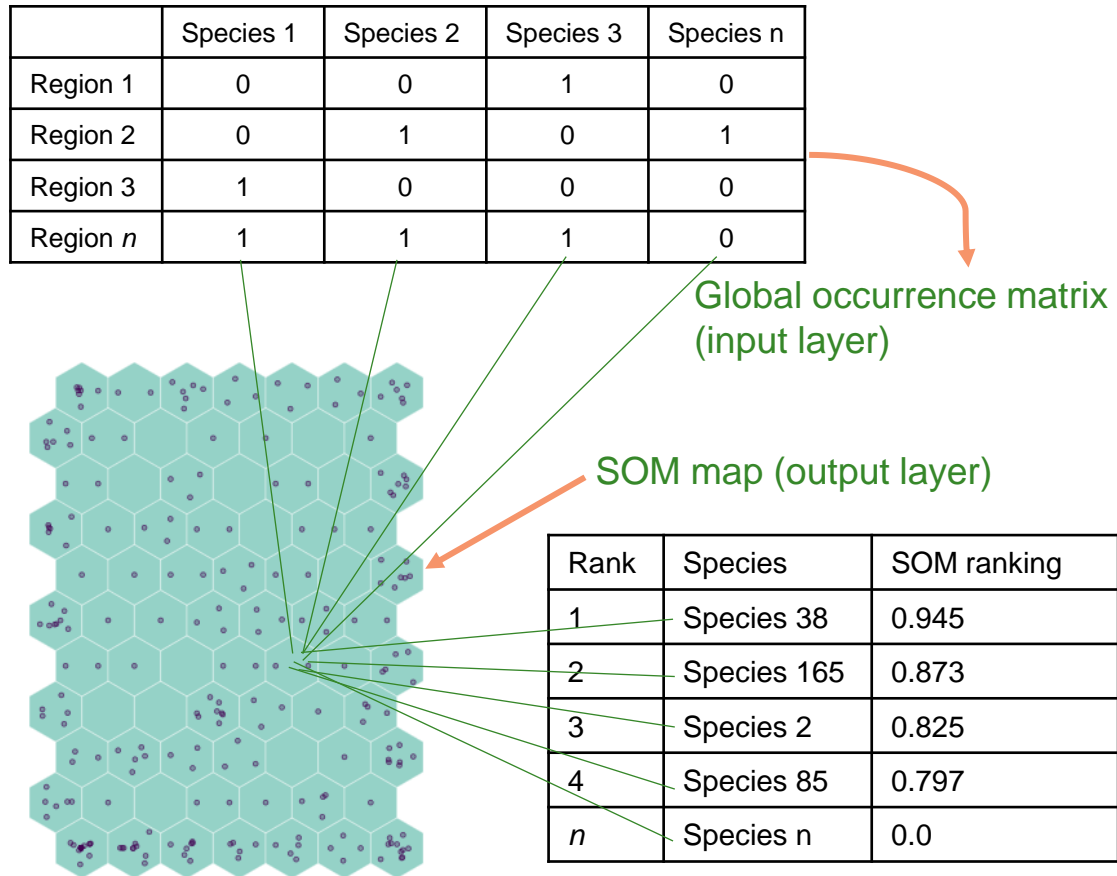 Species 1 Species 2 Species 3 Species n
Region 1 0 0 1 0
Region 2 0 1 0 1
Region 3 1 0 0 0
Region n 1 1 1 0
Global occurrence matrix
(input layer)
SOM map (output layer)
Rank Species SOM ranking
1 Species 38 0.945
2 Species 165 0.873
3 Species 2 0.825
4 Species 85 0.797
n Species n 0.0